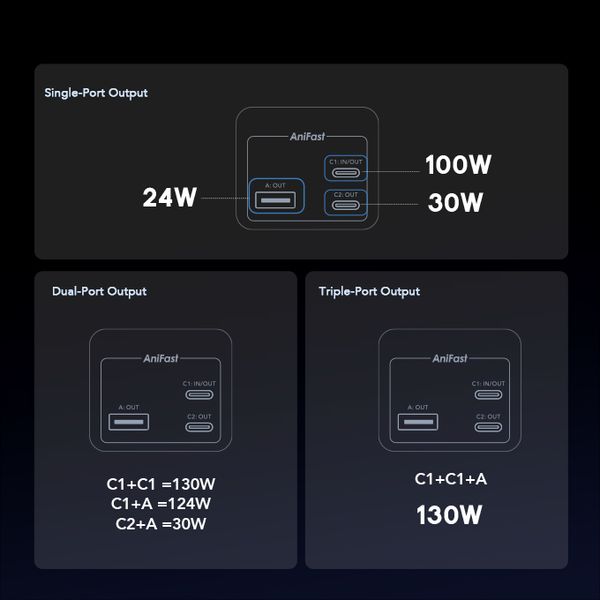 Single-Port Output
AniFast
C1: IN/OUT
100W
A: OUT
24W
C2: OUT
30W
Dual-Port Output
AniFast
C1: IN/OUT
A: OUT
C2: OUT
C1+C1 =130W
C1+A =124W
C2+A =30W
Triple-Port Output
AniFast
C1: IN/OUT
A: OUT
C2: OUT
C1+C1+A
130W